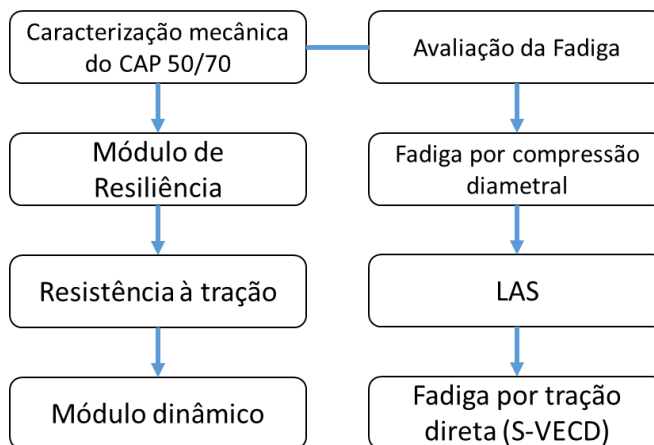 Caracterização mecânica
do CAP 50/70
Avaliação da Fadiga
Módulo de
Resiliência
Fadiga por compressão
diametral
Resistência à tração
LAS
Módulo dinâmico
Fadiga por tração
direta (S-VECD)